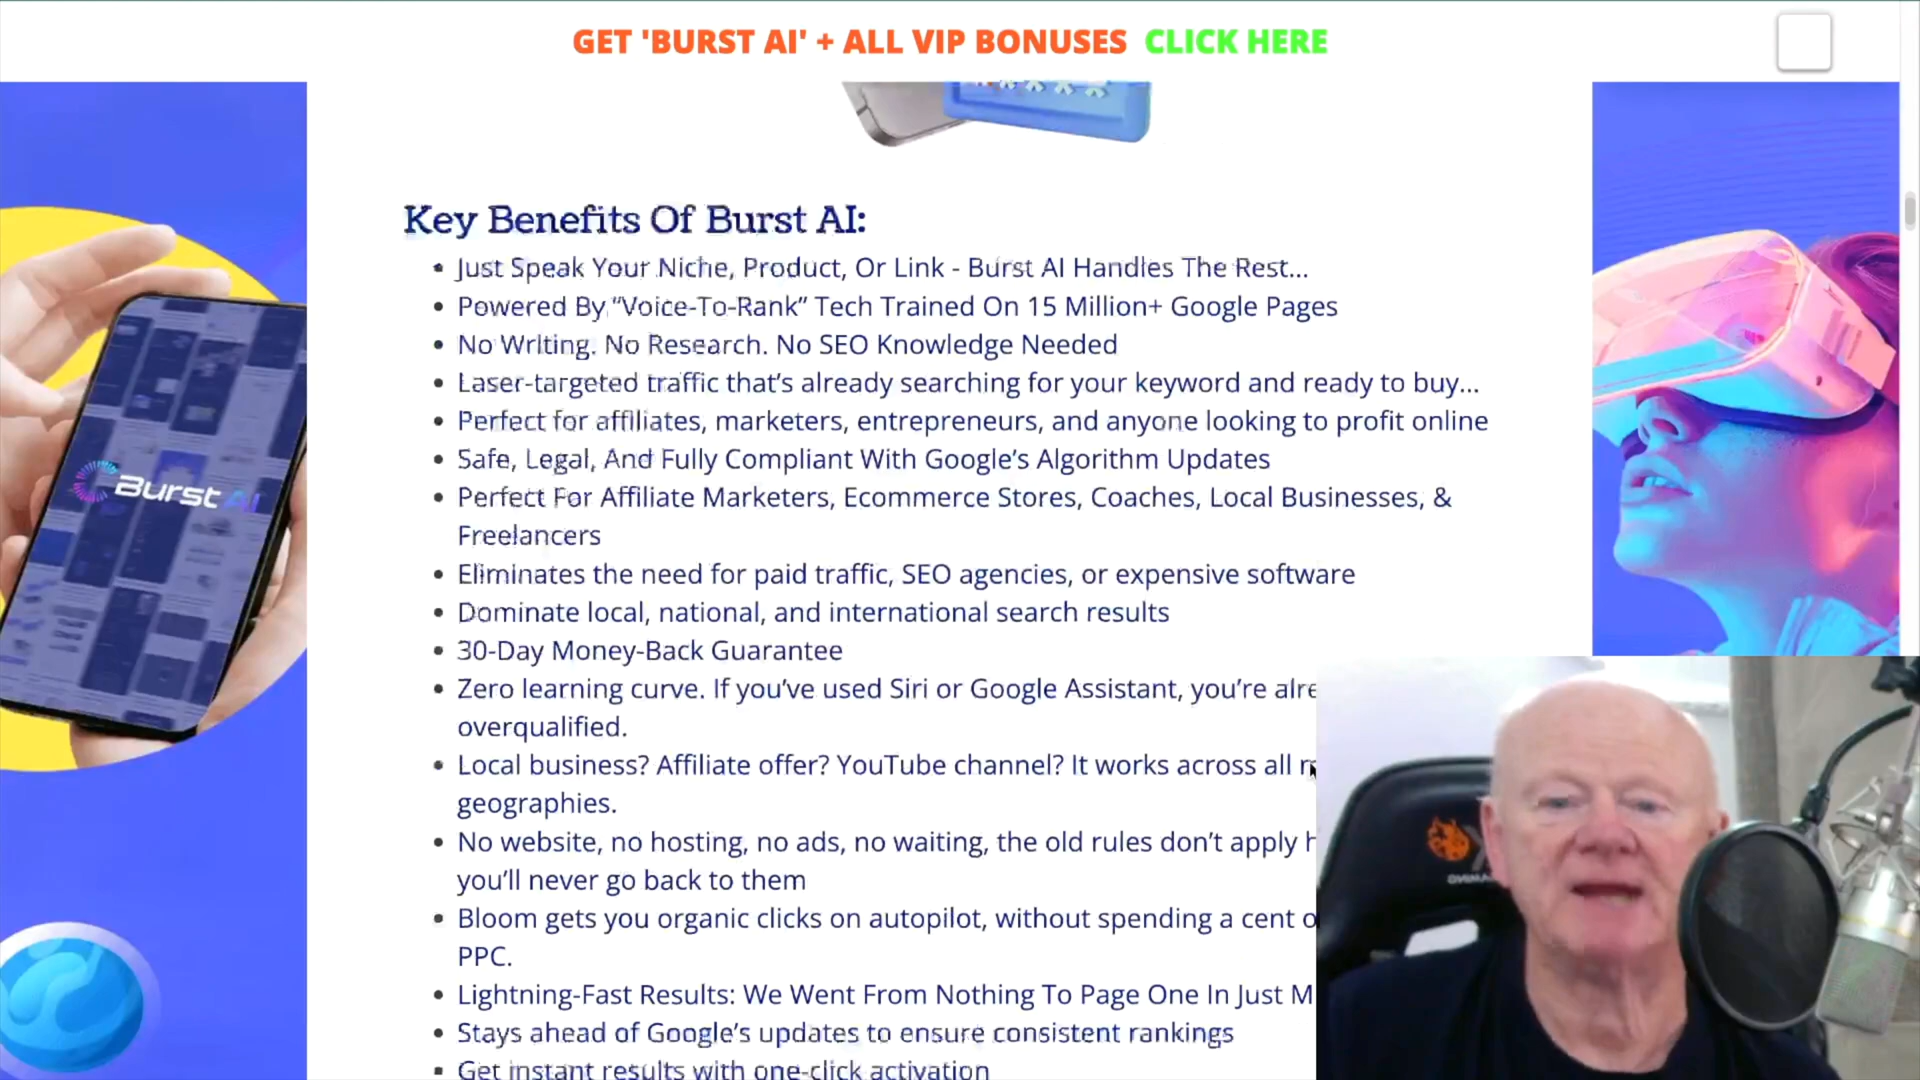 GET 'BURST AI' + ALL VIP BONUSES CLICK HERE
Key Benefits Of Burst AI:
• Just Speak Your Niche, Product, Or Link - Burst AI Handles The Rest...
• Powered By “Voice-To-Rank” Tech Trained On 15 Million+ Google Pages
• No Writing. No Research. No SEO Knowledge Needed
• Laser-targeted traffic that’s already searching for your keyword and ready to buy...
• Perfect for affiliates, marketers, entrepreneurs, and anyone looking to profit online
• Safe, Legal, And Fully Compliant With Google’s Algorithm Updates
• Perfect For Affiliate Marketers, Ecommerce Stores, Coaches, Local Businesses, &
Freelancers
• Eliminates the need for paid traffic, SEO agencies, or expensive software
• Dominate local, national, and international search results
• 30-Day Money-Back Guarantee
• Zero learning curve. If you’ve used Siri or Google Assistant, you’re alre
overqualified.
• Local business? Affiliate offer? YouTube channel? It works across all
geographies.
• No website, no hosting, no ads, no waiting, the old rules don’t apply
you’ll never go back to them
• Bloom gets you organic clicks on autopilot, without spending a cent
PPC.
• Lightning-Fast Results: We Went From Nothing To Page One In Just M
• Stays ahead of Google’s updates to ensure consistent rankings
• Get instant results with one-click activation
Burst AI